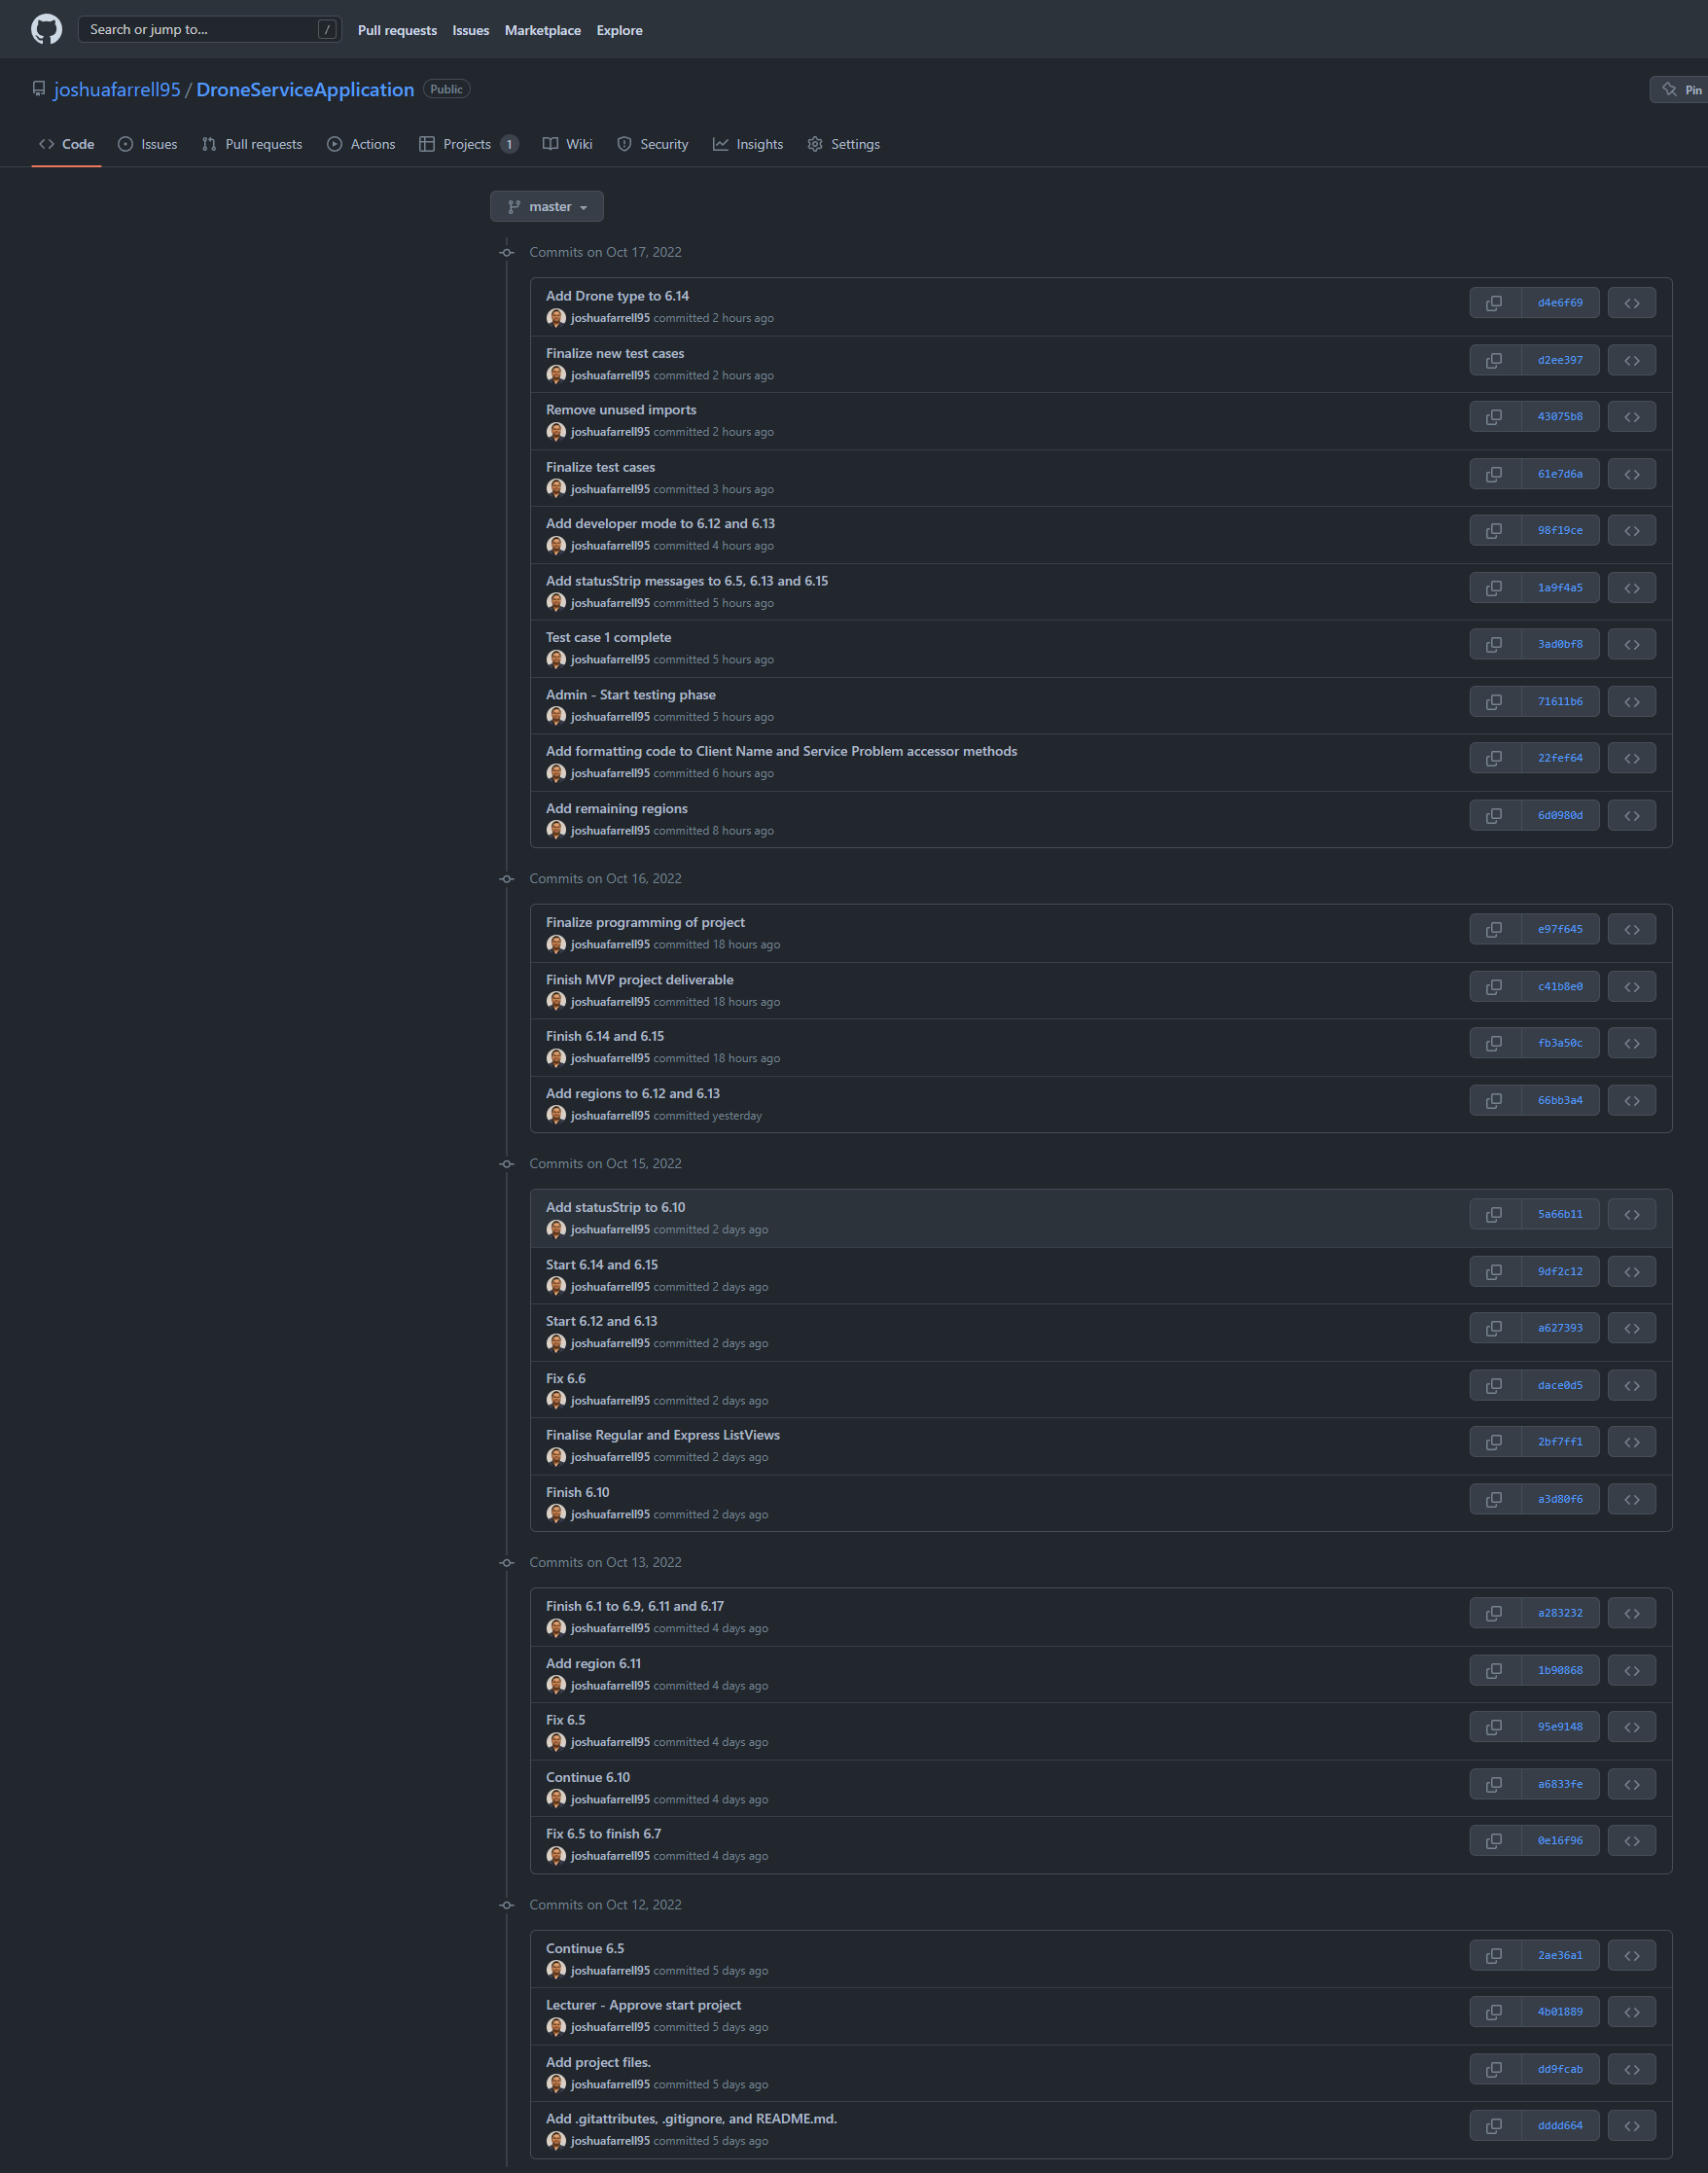 Search or jump to... /
Pull requests Issues Marketplace Explore
joshuafarrell95 / DroneServiceApplication Public
Pin
Code Issues Pull requests Actions Projects 1 Wiki Security Insights Settings
master
Commits on Oct 17, 2022
Add Drone type to 6.14
joshuafarrell95 committed 2 hours ago
d4e6f69
Finalize new test cases
joshuafarrell95 committed 2 hours ago
d2ee397
Remove unused imports
joshuafarrell95 committed 2 hours ago
43075b8
Finalize test cases
joshuafarrell95 committed 3 hours ago
61e7d6a
Add developer mode to 6.12 and 6.13
joshuafarrell95 committed 4 hours ago
98f19ce
Add statusStrip messages to 6.5, 6.13 and 6.15
joshuafarrell95 committed 5 hours ago
1a9f4a5
Test case 1 complete
joshuafarrell95 committed 5 hours ago
3ad0bf8
Admin - Start testing phase
joshuafarrell95 committed 5 hours ago
71611b6
Add formatting code to Client Name and Service Problem accessor methods
joshuafarrell95 committed 6 hours ago
22fef64
Add remaining regions
joshuafarrell95 committed 8 hours ago
6d0980d
Commits on Oct 16, 2022
Finalize programming of project
joshuafarrell95 committed 18 hours ago
e97f645
Finish MVP project deliverable
joshuafarrell95 committed 18 hours ago
c41b8e0
Finish 6.14 and 6.15
joshuafarrell95 committed 18 hours ago
fb3a50c
Add regions to 6.12 and 6.13
joshuafarrell95 committed yesterday
66bb3a4
Commits on Oct 15, 2022
Add statusStrip to 6.10
joshuafarrell95 committed 2 days ago
5a66b11
Start 6.14 and 6.15
joshuafarrell95 committed 2 days ago
9df2c12
Start 6.12 and 6.13
joshuafarrell95 committed 2 days ago
a627393
Fix 6.6
joshuafarrell95 committed 2 days ago
dace0d5
Finalise Regular and Express ListViews
joshuafarrell95 committed 2 days ago
2bf7ff1
Finish 6.10
joshuafarrell95 committed 2 days ago
a3d80f6
Commits on Oct 13, 2022
Finish 6.1 to 6.9, 6.11 and 6.17
joshuafarrell95 committed 4 days ago
a283232
Add region 6.11
joshuafarrell95 committed 4 days ago
1b90868
Fix 6.5
joshuafarrell95 committed 4 days ago
95e9148
Continue 6.10
joshuafarrell95 committed 4 days ago
a6833fe
Fix 6.5 to finish 6.7
joshuafarrell95 committed 4 days ago
0e16f96
Commits on Oct 12, 2022
Continue 6.5
joshuafarrell95 committed 5 days ago
2ae36a1
Lecturer - Approve start project
joshuafarrell95 committed 5 days ago
4b01889
Add project files.
joshuafarrell95 committed 5 days ago
dd9fcab
Add .gitattributes, .gitignore, and README.md.
joshuafarrell95 committed 5 days ago
dddd664